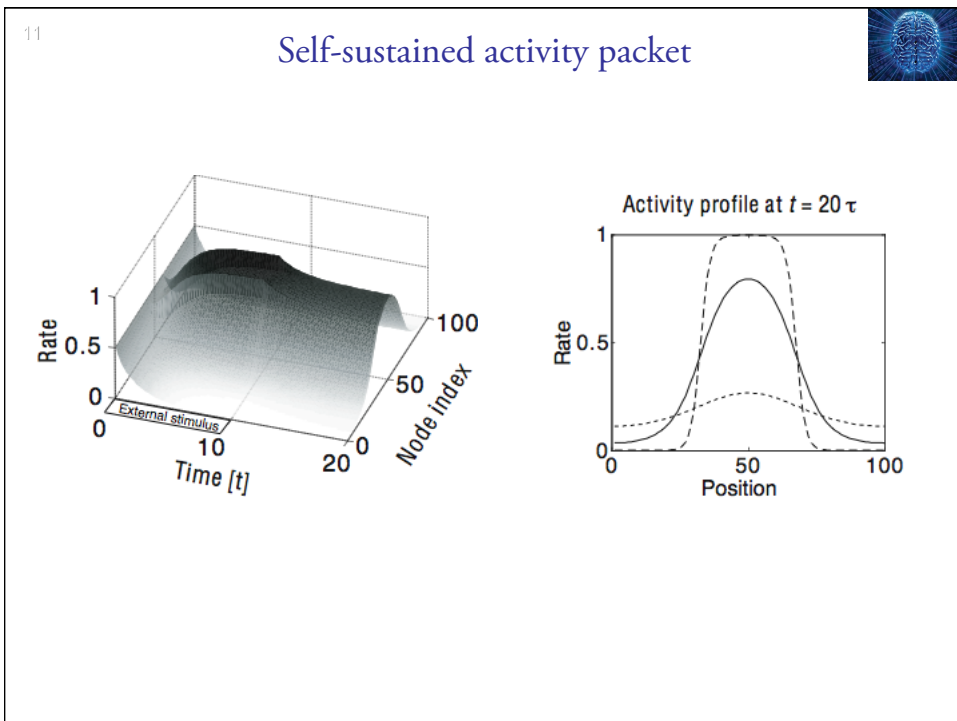 11
Self-sustained activity packet
1
0.5
0
Rate
External stimulus
0
10
20
Time [t]
0
50
100
Node index
Activity profile at t = 20 τ
1
0.5
0
Rate
0
50
100
Position